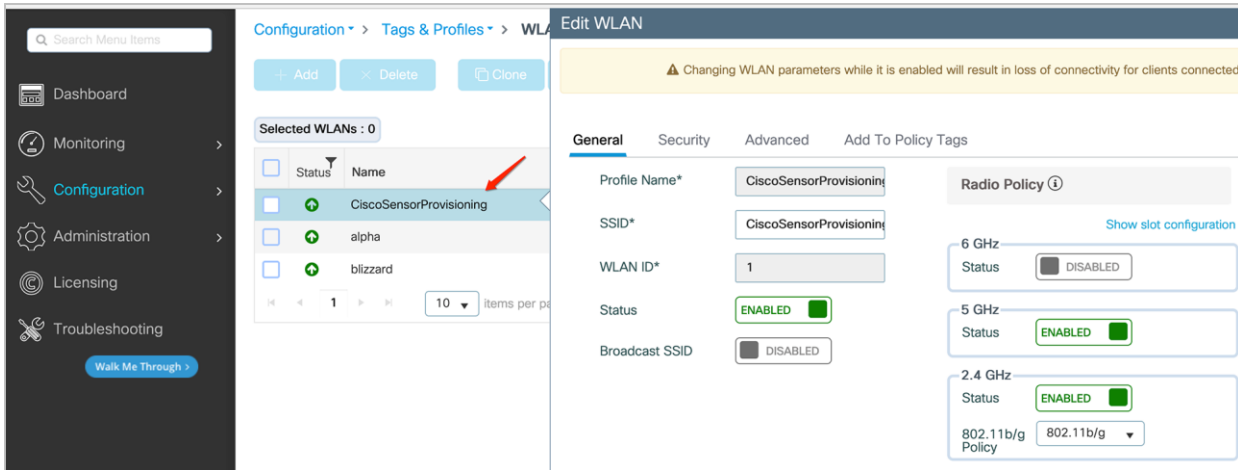 Search Menu Items
Dashboard
Monitoring
Configuration
Administration
Licensing
Troubleshooting
Walk Me Through >
Configuration > Tags & Profiles > WLA
+ Add × Delete Clone
Selected WLANs : 0
Status Name
CiscoSensorProvisioning
alpha
blizzard
1 10 items per pa
Edit WLAN
Changing WLAN parameters while it is enabled will result in loss of connectivity for clients connected
General Security Advanced Add To Policy Tags
Profile Name* CiscoSensorProvisioning
SSID* CiscoSensorProvisioning
WLAN ID* 1
Status ENABLED
Broadcast SSID DISABLED
Radio Policy
Show slot configuration
6 GHz
Status DISABLED
5 GHz
Status ENABLED
2.4 GHz
Status ENABLED
802.11b/g 802.11b/g
Policy